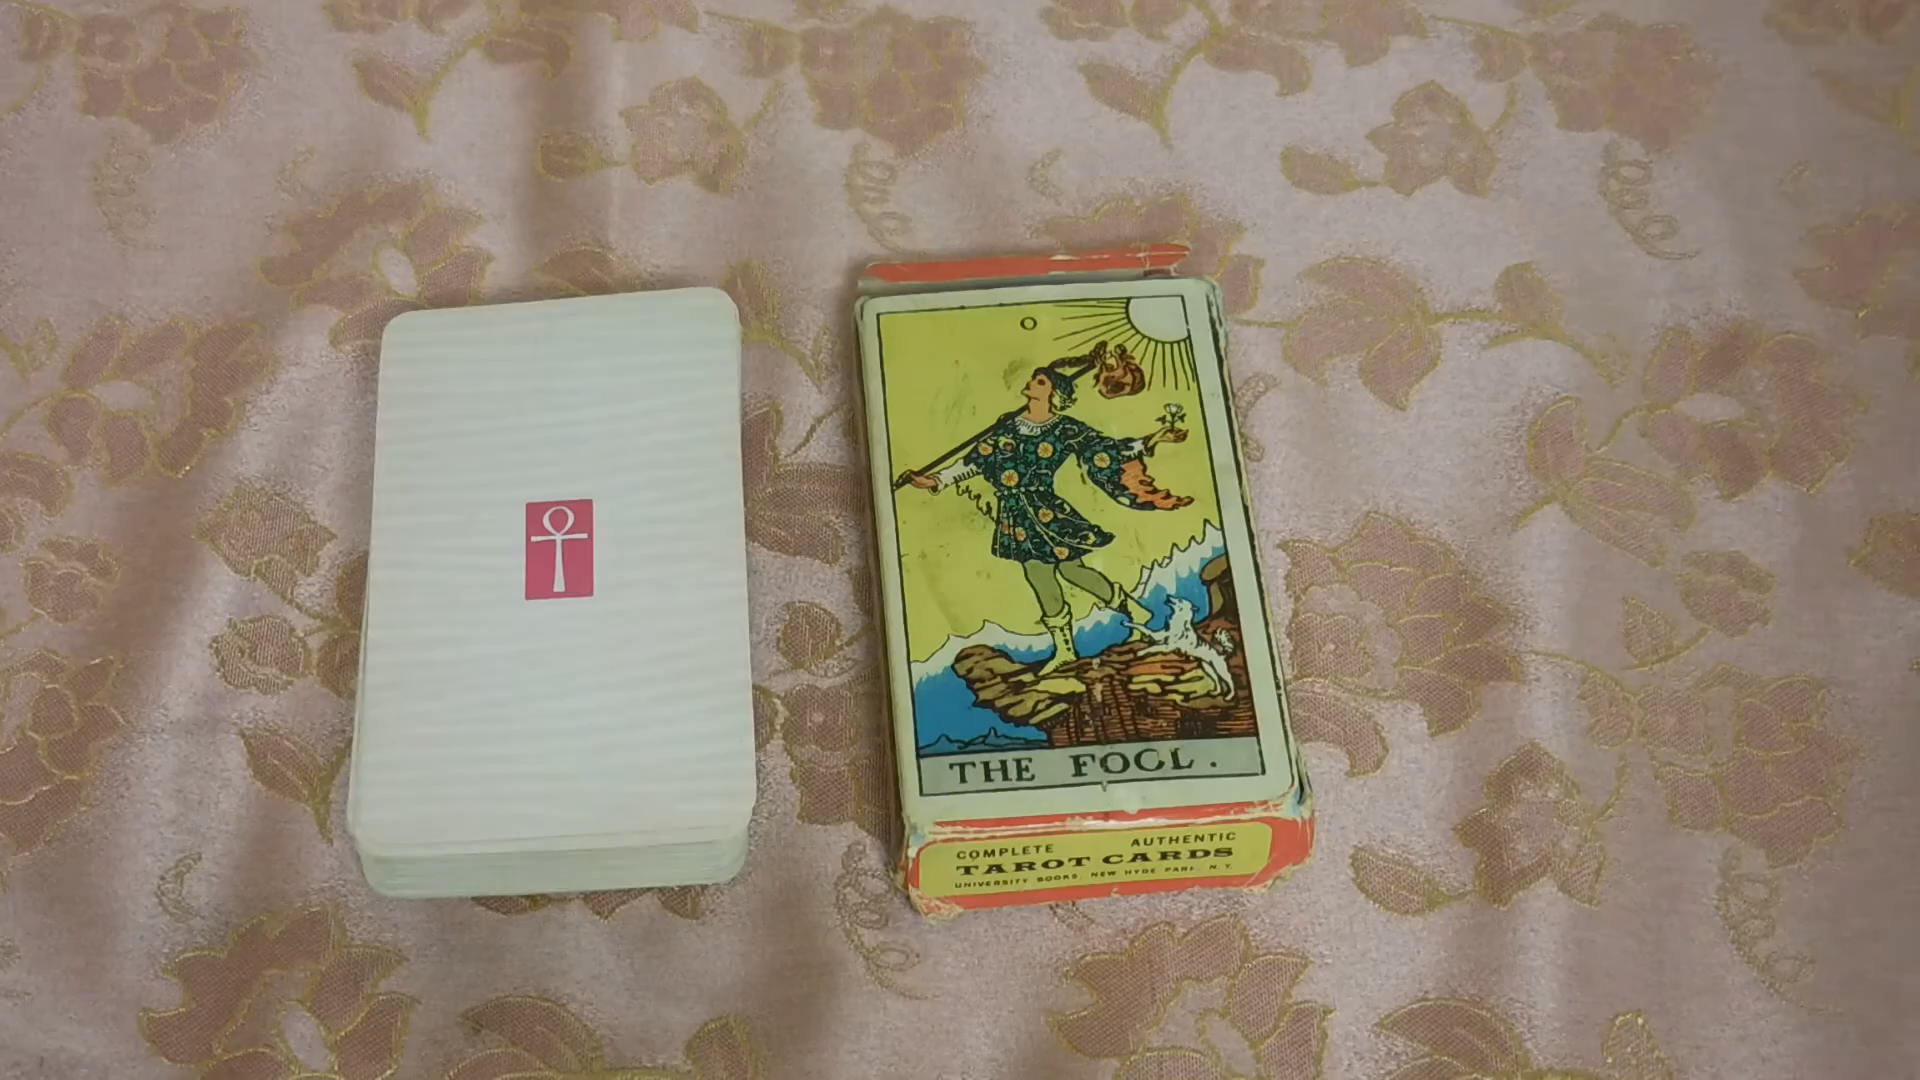 0
THE FOOL.
COMPLETE AUTHENTIC
TAROT CARDS
UNIVERSITY BOOKS, NEW HYDE PARK, N. Y.